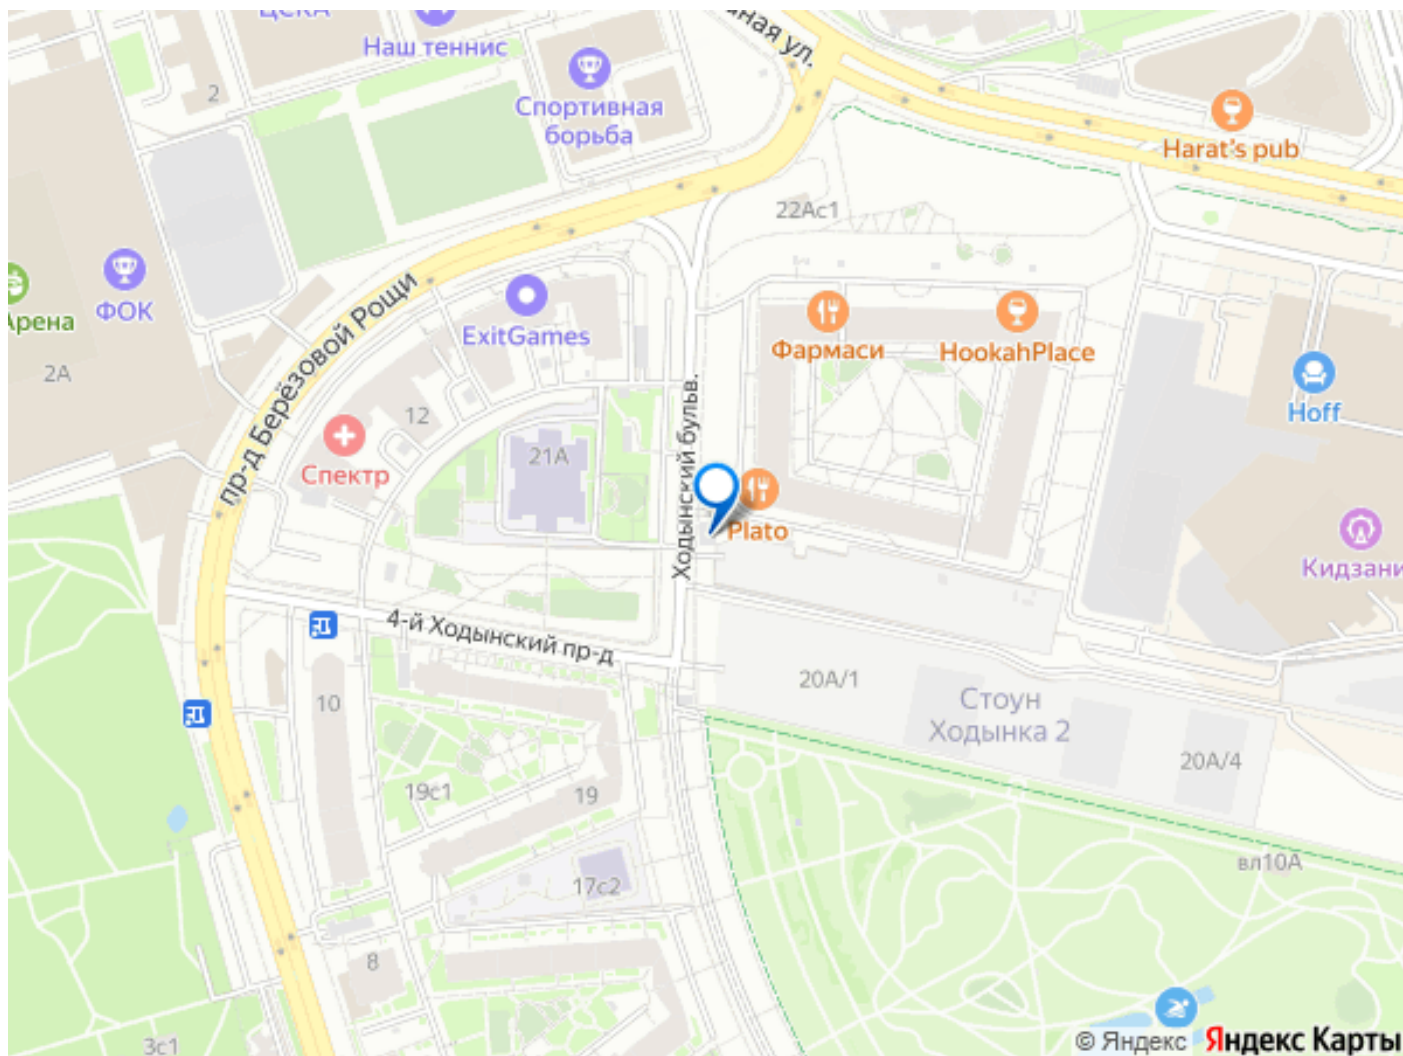 ЦСКА
Наш теннис
2
Спортивная
борьба
ул.
Harat's pub
22Ас1
ФОК
Арена
2А
пр-д Берёзовой Рощи
ExitGames
Фармаси
HookahPlace
Hoff
12
Спектр
21А
Ходынский бульв.
Plato
Кидзани
4-й Ходынский пр-д
10
20А/1
Стоун
Ходынка 2
20А/4
19с1
19
вл10А
17с2
8
3с1
© Яндекс Яндекс Карты